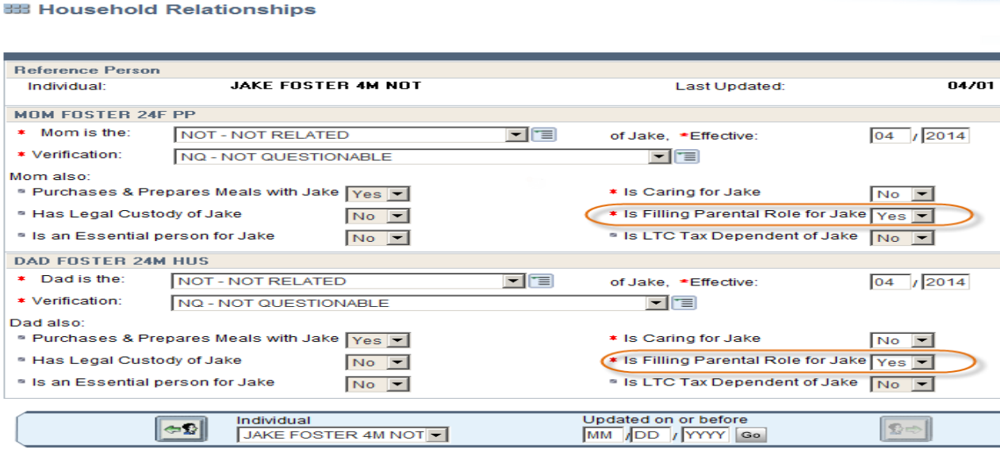 Household Relationships
Reference Person
Individual: JAKE FOSTER 4M NOT Last Updated: 04/01
MOM FOSTER 24F PP
* Mom is the: NOT - NOT RELATED of Jake, *Effective: 04 / 2014
* Verification: NQ - NOT QUESTIONABLE
Mom also:
Purchases & Prepares Meals with Jake Yes * Is Caring for Jake No
Has Legal Custody of Jake No * Is Filling Parental Role for Jake Yes
Is an Essential person for Jake No Is LTC Tax Dependent of Jake No
DAD FOSTER 24M HUS
* Dad is the: NOT - NOT RELATED of Jake, *Effective: 04 / 2014
* Verification: NQ - NOT QUESTIONABLE
Dad also:
Purchases & Prepares Meals with Jake Yes * Is Caring for Jake No
Has Legal Custody of Jake No * Is Filling Parental Role for Jake Yes
Is an Essential person for Jake No Is LTC Tax Dependent of Jake No
Individual Updated on or before
JAKE FOSTER 4M NOT MM / DD / YYYY Go